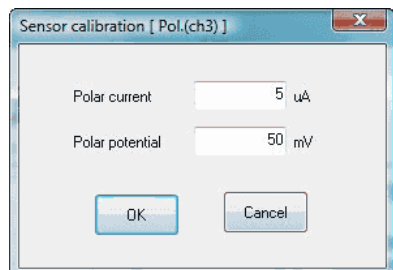 Sensor calibration [ Pol.(ch3) ]
Polar current 5 uA
Polar potential 50 mV
OK Cancel